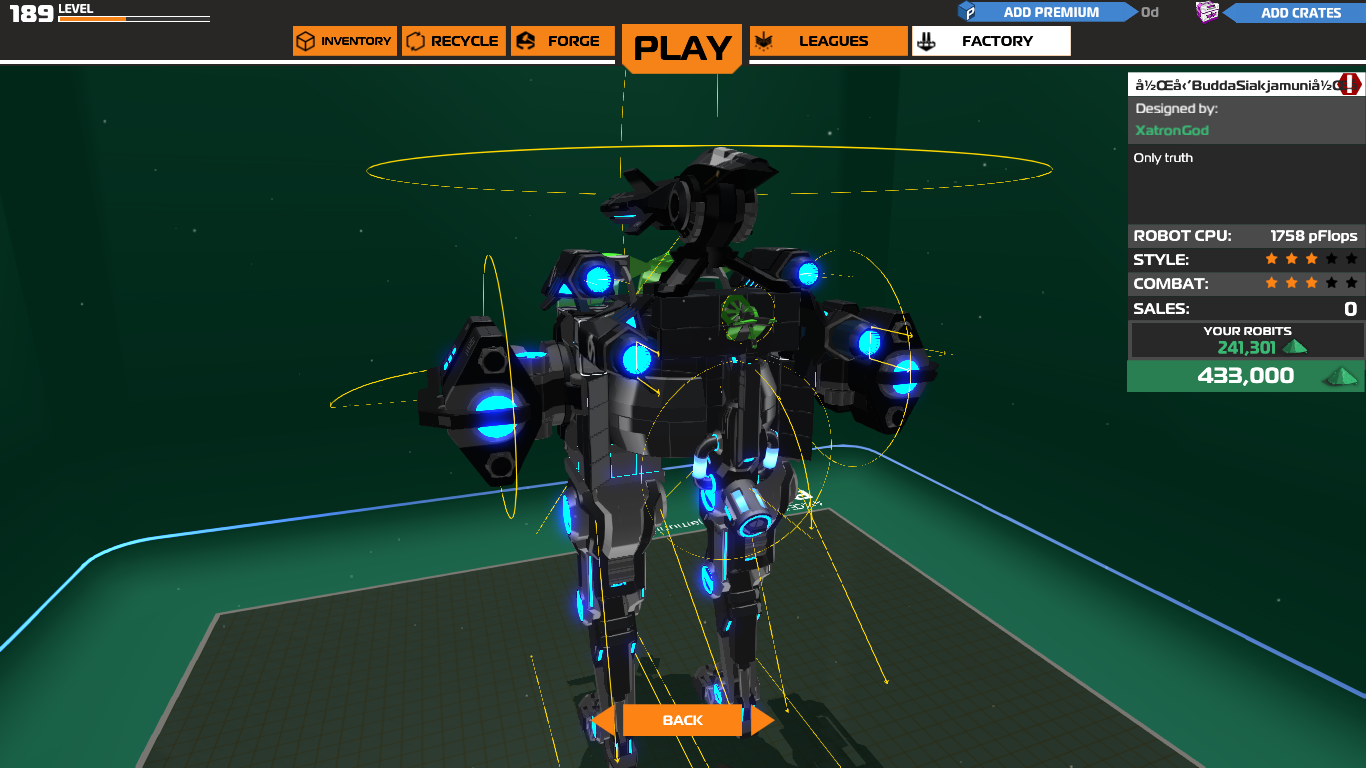 189 LEVEL
ADD PREMIUM 0d
ADD CRATES
INVENTORY
RECYCLE
FORGE
PLAY
LEAGUES
FACTORY
å½ŒÅ‹´BuddaSiakjamuniå½Œ
Designed by:
XatronGod
Only truth
ROBOT CPU: 1758 pFlops
STYLE:
COMBAT:
SALES: 0
YOUR ROBITS
241,301
433,000
BACK